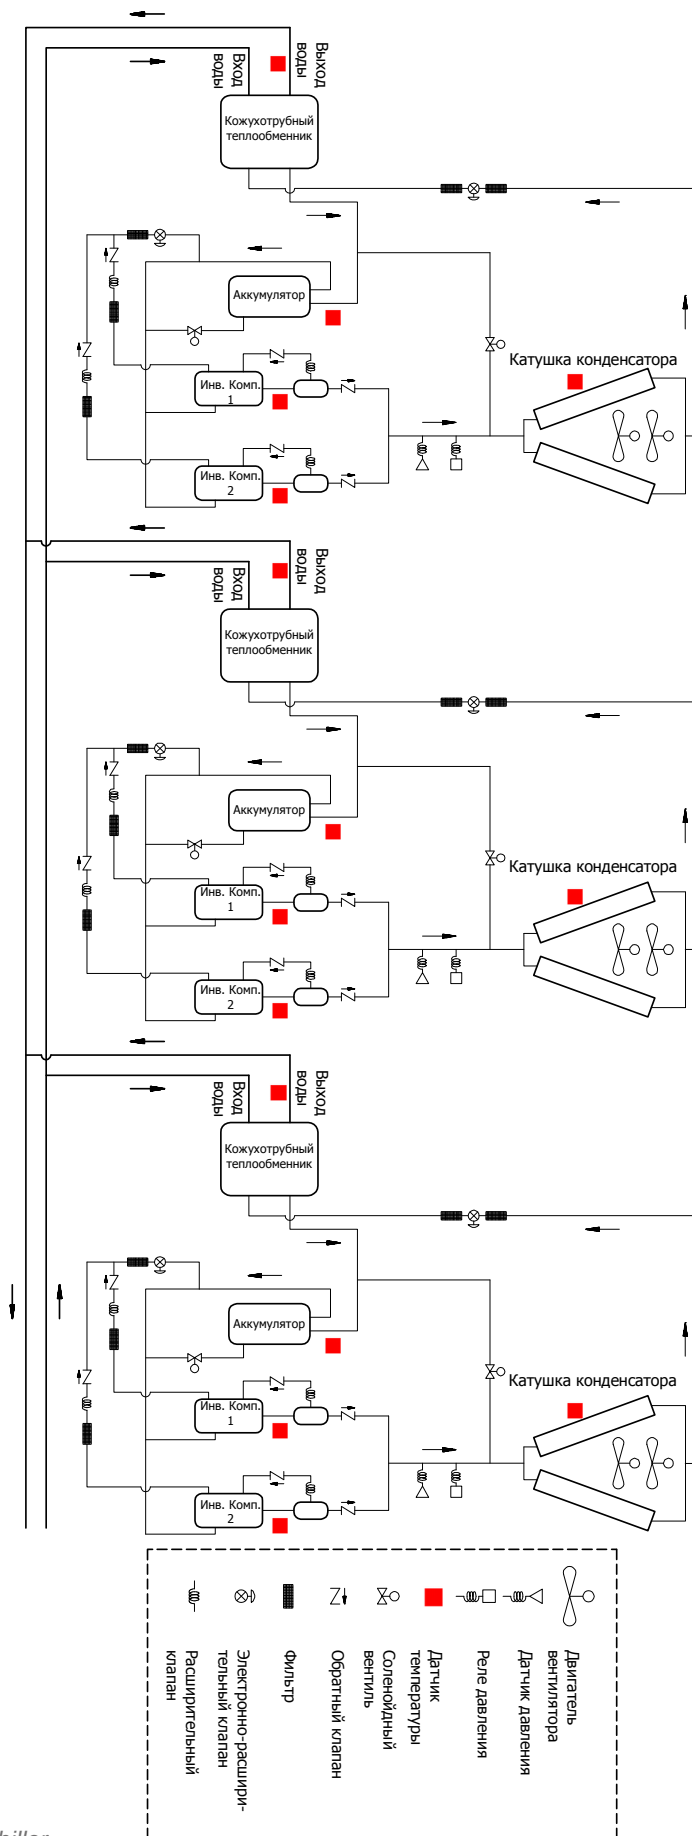 Выход
воды
Вход
воды
Кожухотрубный
теплообменник
Аккумулятор
Инв. Комп.
1
Инв. Комп.
2
Катушка конденсатора
Выход
воды
Вход
воды
Кожухотрубный
теплообменник
Аккумулятор
Инв. Комп.
1
Инв. Комп.
2
Катушка конденсатора
Выход
воды
Вход
воды
Кожухотрубный
теплообменник
Аккумулятор
Инв. Комп.
1
Инв. Комп.
2
Катушка конденсатора
Двигатель
вентилятора
Датчик давления
Реле давления
Датчик
температуры
Соленойдный
вентиль
Обратный клапан
Фильтр
Электронно-расшири-
тельный клапан
Расширительный
клапан